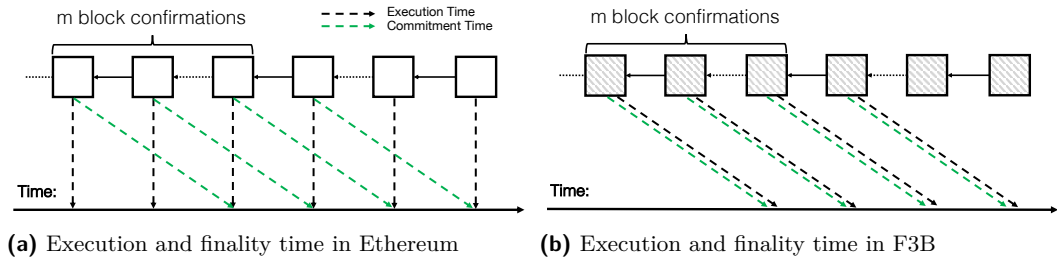 m block confirmations
Execution Time
Commitment Time
Time:
(a) Execution and finality time in Ethereum
m block confirmations
Time:
(b) Execution and finality time in F3B